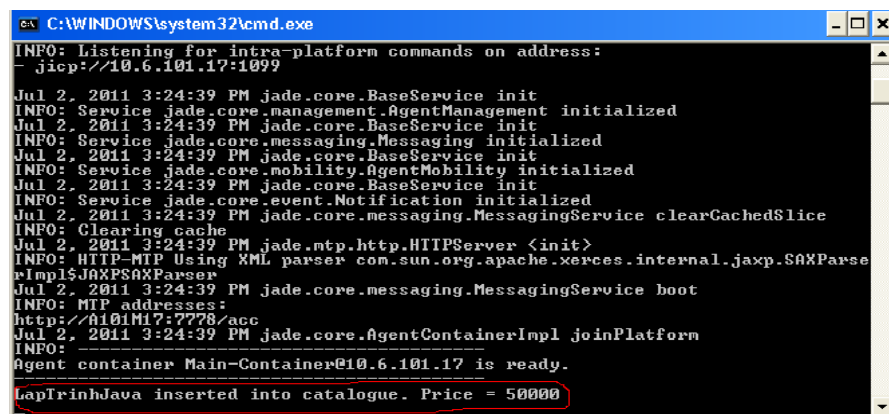 C:\WINDOWS\system32\cmd.exe
INFO: Listening for intra-platform commands on address:
- jicp://10.6.101.17:1099
Jul 2, 2011 3:24:39 PM jade.core.BaseService init
INFO: Service jade.core.management.AgentManagement initialized
Jul 2, 2011 3:24:39 PM jade.core.BaseService init
INFO: Service jade.core.messaging.Messaging initialized
Jul 2, 2011 3:24:39 PM jade.core.BaseService init
INFO: Service jade.core.mobility.AgentMobility initialized
Jul 2, 2011 3:24:39 PM jade.core.BaseService init
INFO: Service jade.core.event.Notification initialized
Jul 2, 2011 3:24:39 PM jade.core.messaging.MessagingService clearCachedSlice
INFO: Clearing cache
Jul 2, 2011 3:24:39 PM jade.mtp.http.HTTPServer <init>
INFO: HTTP-MTP Using XML parser com.sun.org.apache.xerces.internal.jaxp.SAXParse
rImpl$JAXPSAXParser
Jul 2, 2011 3:24:39 PM jade.core.messaging.MessagingService boot
INFO: MTP addresses:
http://A101M17:7778/acc
Jul 2, 2011 3:24:39 PM jade.core.AgentContainerImpl joinPlatform
INFO: --------------------------------------
Agent container Main-Container@10.6.101.17 is ready.
--------------------------------------------
LapTrinhJava inserted into catalogue. Price = 50000